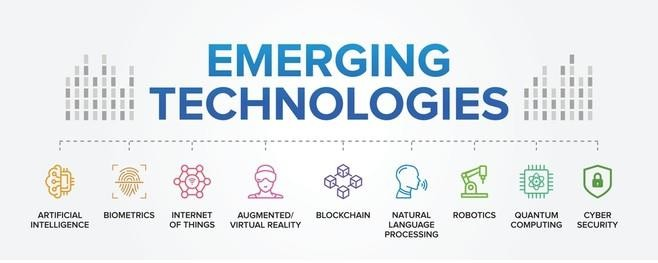 EMERGING
TECHNOLOGIES
ARTIFICIAL
INTELLIGENCE
BIOMETRICS
INTERNET
OF THINGS
AUGMENTED/
VIRTUAL REALITY
BLOCKCHAIN
NATURAL
LANGUAGE
PROCESSING
ROBOTICS
QUANTUM
COMPUTING
CYBER
SECURITY